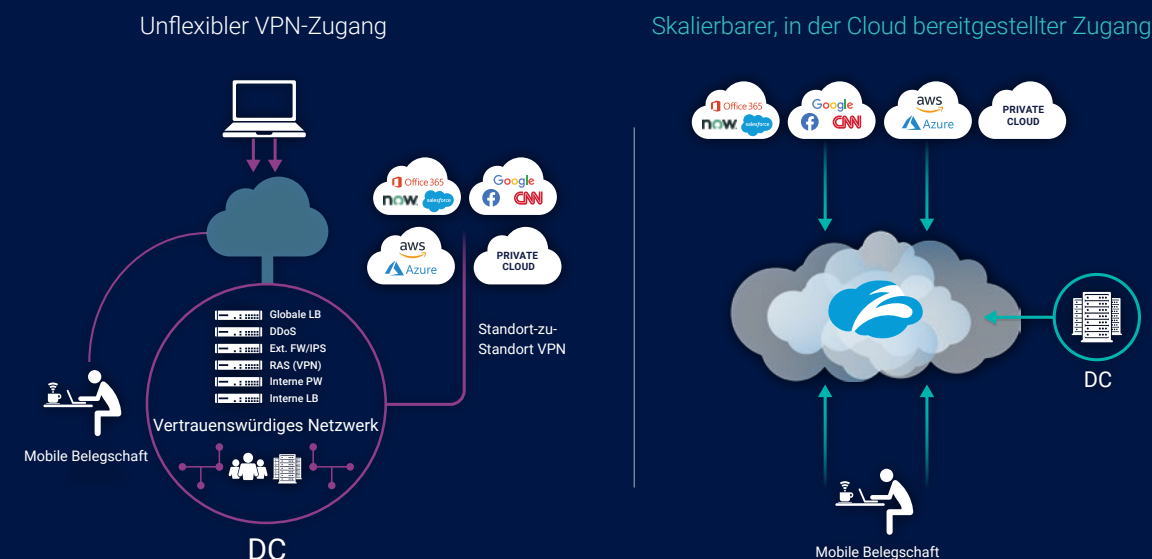 Unflexibler VPN-Zugang
Office 365
now
salesforce
Google
CNN
aws
Azure
PRIVATE
CLOUD
Globale LB
DDoS
Ext. FW/IPS
RAS (VPN)
Interne PW
Interne LB
Vertrauenswürdiges Netzwerk
Standort-zu-
Standort VPN
Mobile Belegschaft
DC
Skalierbarer, in der Cloud bereitgestellter Zugang
Office 365
now
salesforce
Google
CNN
aws
Azure
PRIVATE
CLOUD
DC
Mobile Belegschaft